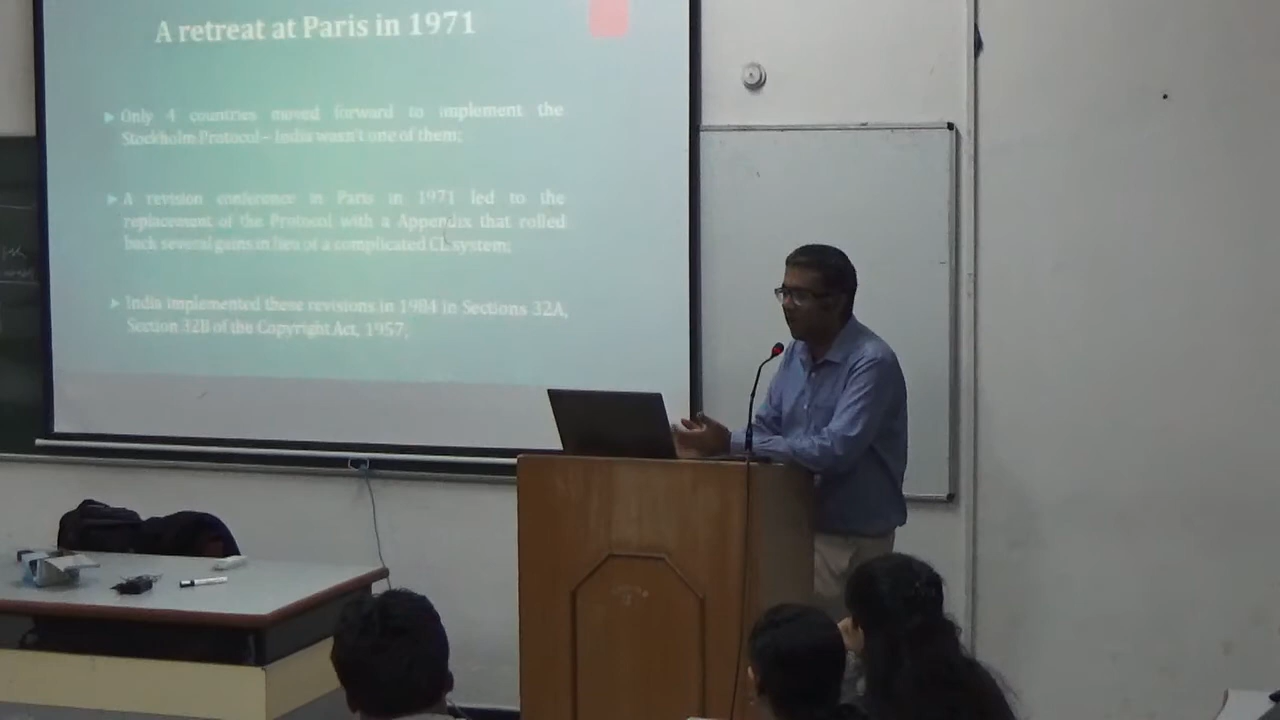 A retreat at Paris in 1971
Only 4 countries moved forward to implement the
Stockholm Protocol – India wasn't one of them;
A revision conference in Paris in 1971 led to the
replacement of the Protocol with a Appendix that rolled
back several gains in lieu of a complicated CL system;
India implemented these revisions in 1984 in Sections 32A,
Section 32B of the Copyright Act, 1957;